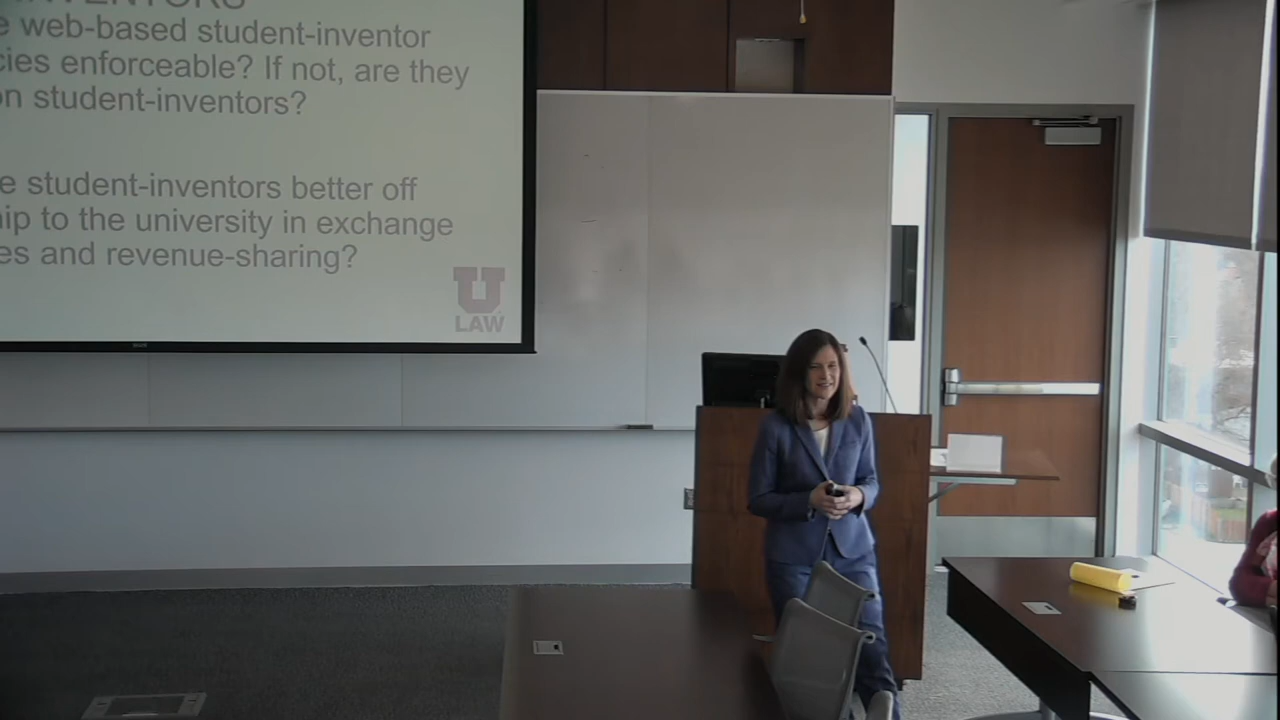 INVENTORS
e web-based student-inventor
cies enforceable? If not, are they
on student-inventors?
e student-inventors better off
hip to the university in exchange
es and revenue-sharing?
U
LAW